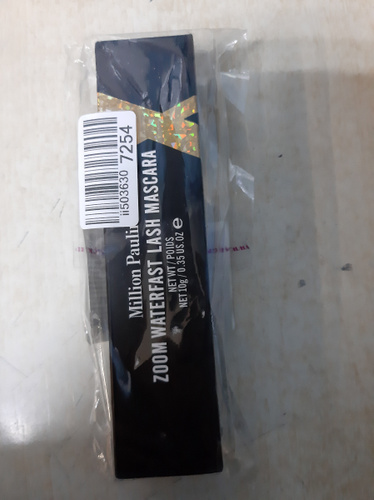 ii503630 7254
Million Pauli
ZOOM WATERFAST LASH MASCARA
NET WT / POIDS
NET 10g / 0.35 US.OZ e